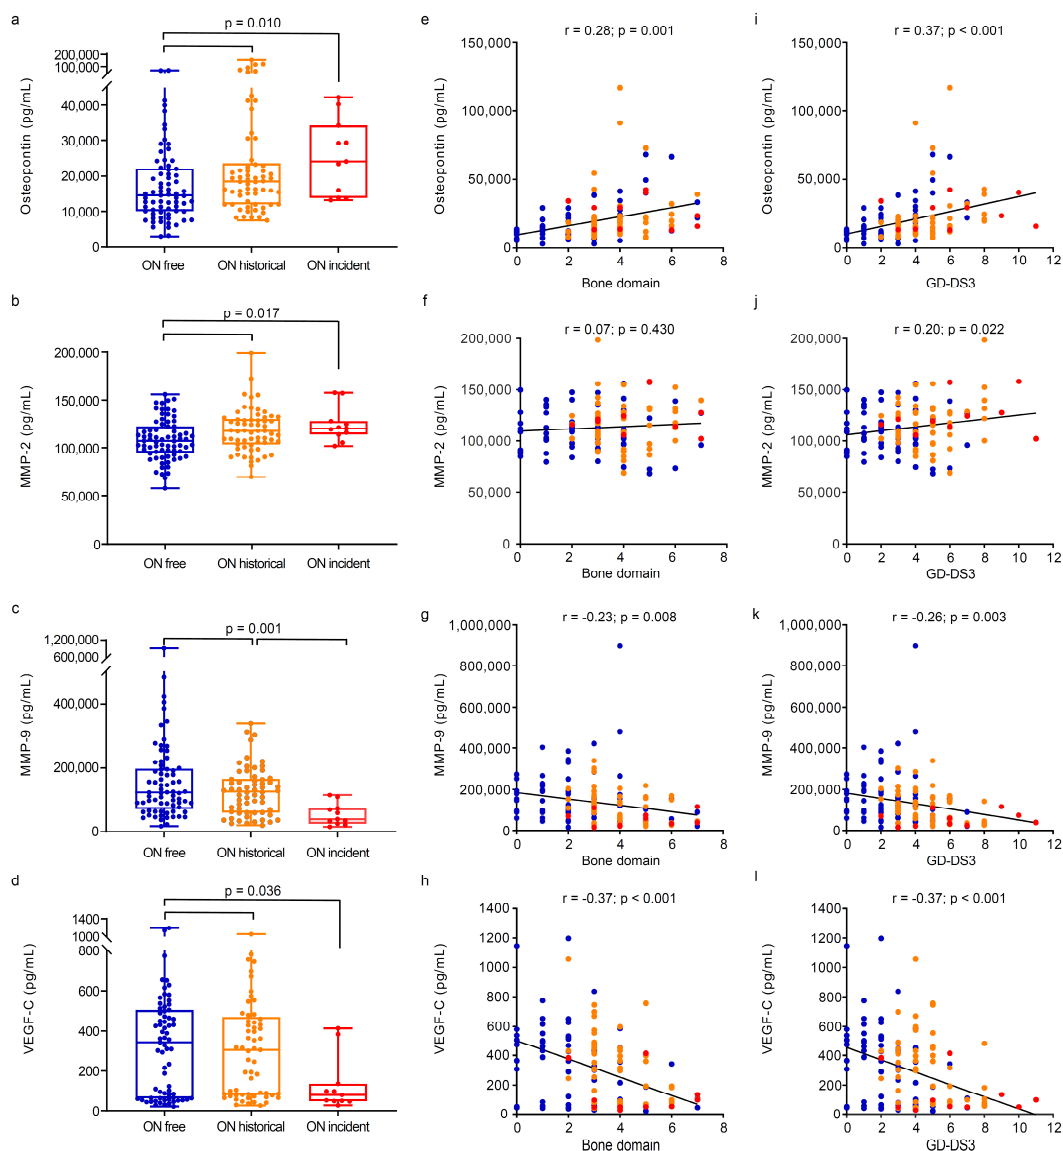 a
p = 0.010
Osteopontin (pg/mL)
200,000
100,000
40,000
30,000
20,000
10,000
0
ON free
ON historical
ON incident
e
r = 0.28; p = 0.001
Osteopontin (pg/mL)
150,000
100,000
50,000
0
0 2 4 6 8
Bone domain
i
r = 0.37; p < 0.001
Osteopontin (pg/mL)
150,000
100,000
50,000
0
0 2 4 6 8 10 12
GD-DS3
b
p = 0.017
MMP-2 (pg/mL)
200,000
150,000
100,000
50,000
0
ON free
ON historical
ON incident
f
r = 0.07; p = 0.430
MMP-2 (pg/mL)
200,000
150,000
100,000
50,000
0
0 2 4 6 8
Bone domain
j
r = 0.20; p = 0.022
MMP-2 (pg/mL)
200,000
150,000
100,000
50,000
0
0 2 4 6 8 10 12
GD-DS3
c
p = 0.001
MMP-9 (pg/mL)
1,200,000
600,000
400,000
200,000
0
ON free
ON historical
ON incident
g
r = -0.23; p = 0.008
MMP-9 (pg/mL)
1,000,000
800,000
600,000
400,000
200,000
0
0 2 4 6 8
Bone domain
k
r = -0.26; p = 0.003
MMP-9 (pg/mL)
1,000,000
800,000
600,000
400,000
200,000
0
0 2 4 6 8 10 12
GD-DS3
d
p = 0.036
VEGF-C (pg/mL)
1400
1000
800
600
400
200
0
ON free
ON historical
ON incident
h
r = -0.37; p < 0.001
VEGF-C (pg/mL)
1400
1200
1000
800
600
400
200
0
0 2 4 6 8
Bone domain
l
r = -0.37; p < 0.001
VEGF-C (pg/mL)
1400
1200
1000
800
600
400
200
0
0 2 4 6 8 10 12
GD-DS3